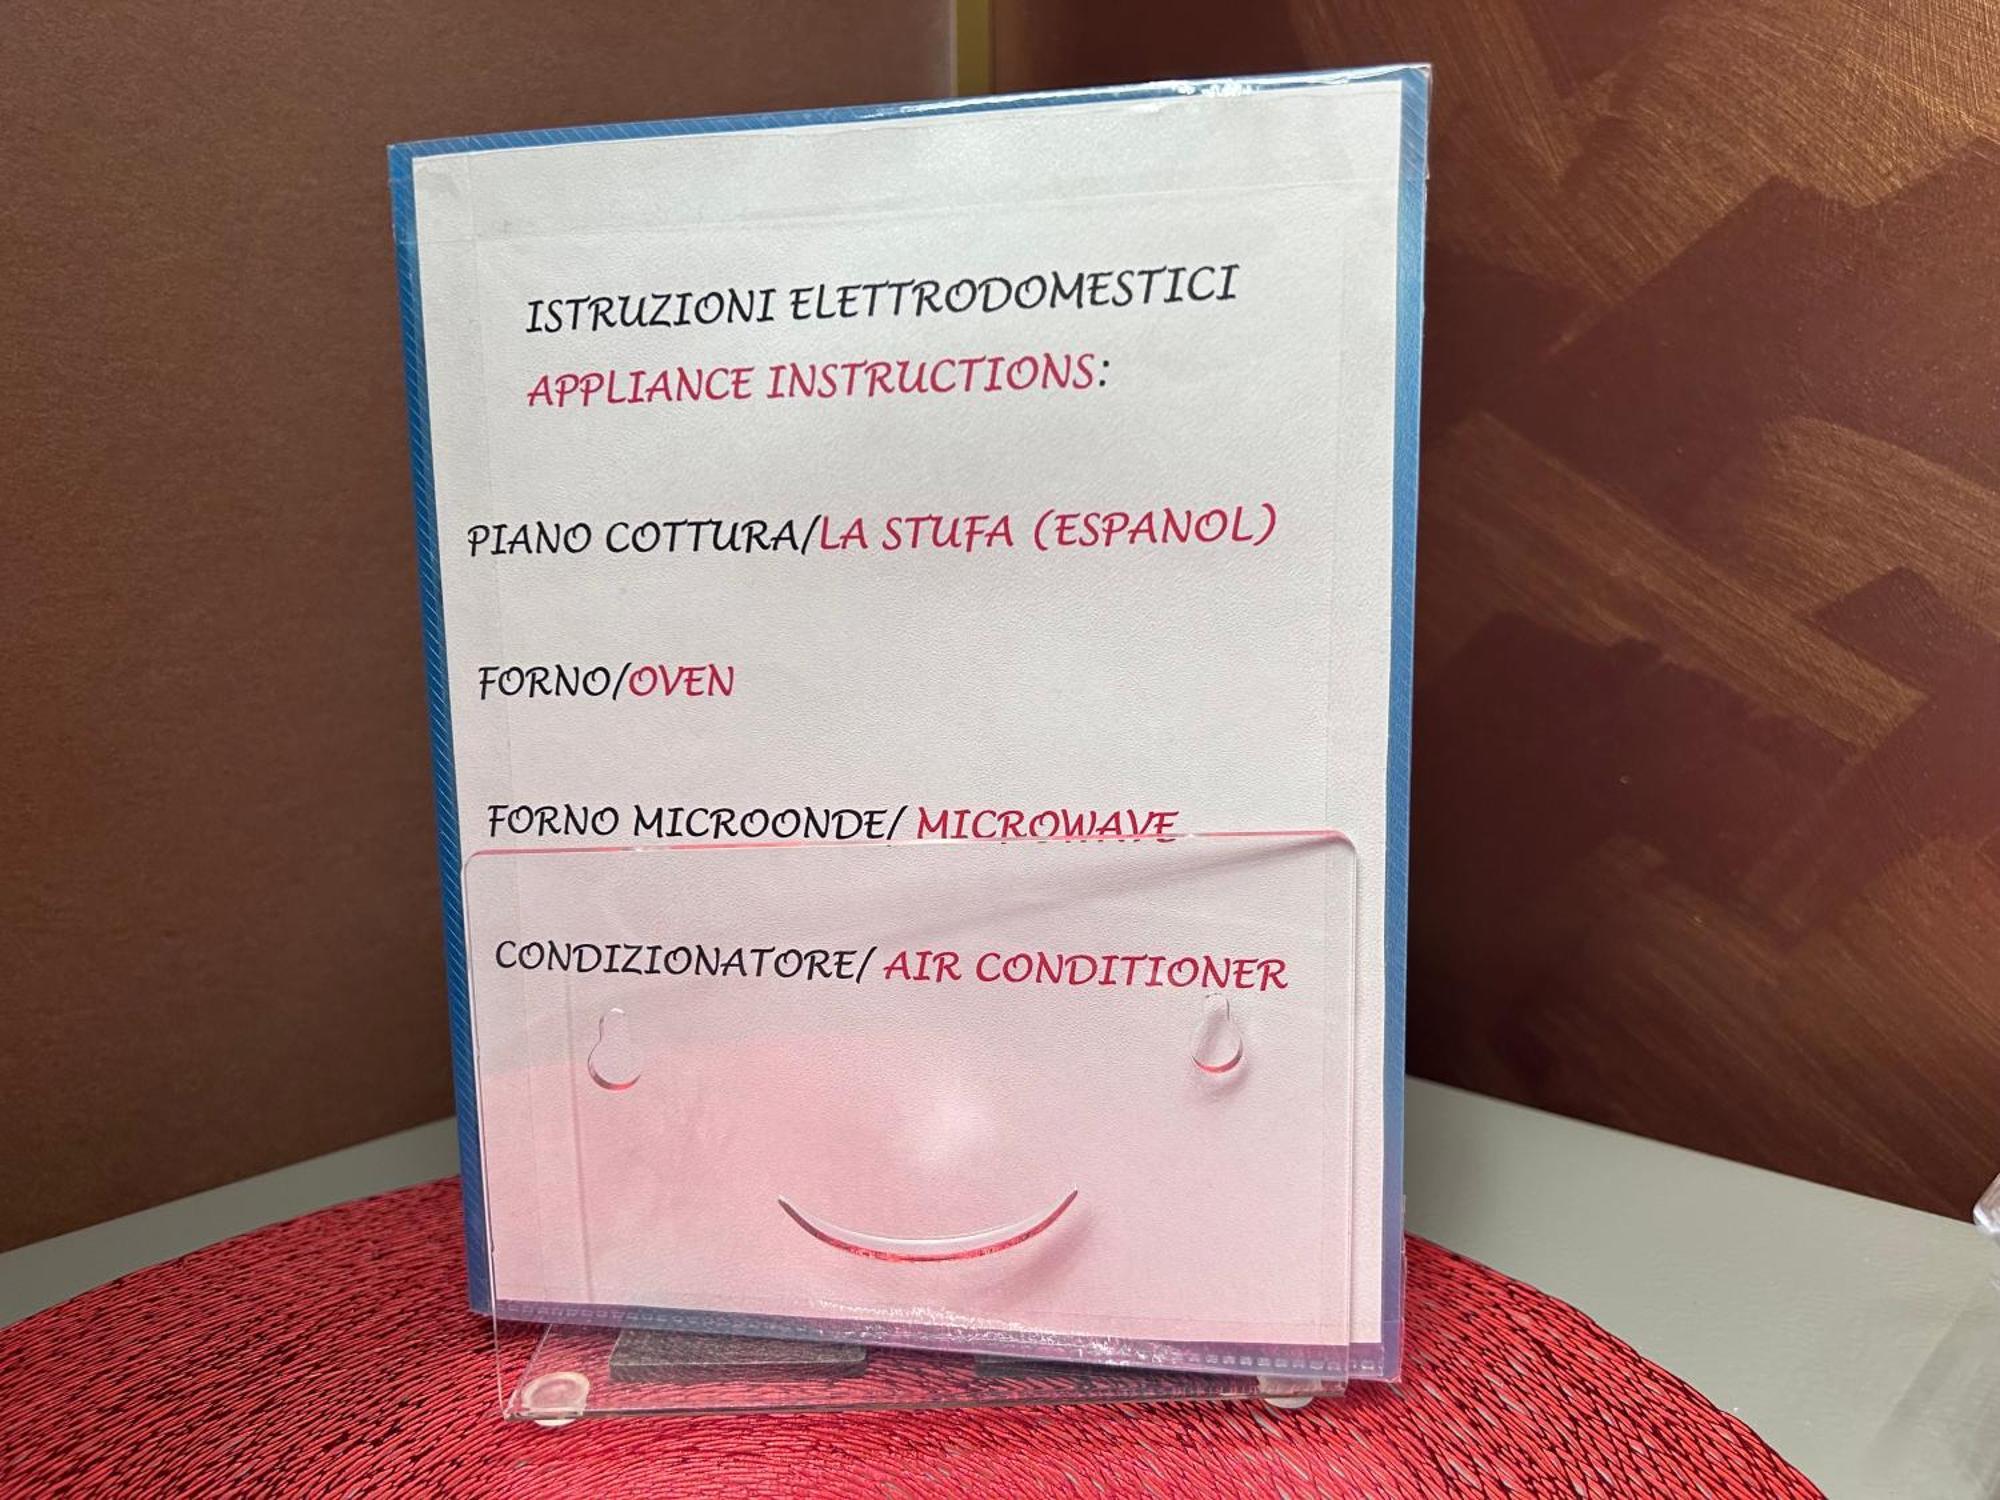 ISTRUZIONI ELETTRODOMESTICI
APPLIANCE INSTRUCTIONS:
PIANO COTTURA/LA STUFA (ESPANOL)
FORNO/OVEN
FORNO MICROONDE/ MICROWAVE
CONDIZIONATORE/ AIR CONDITIONER